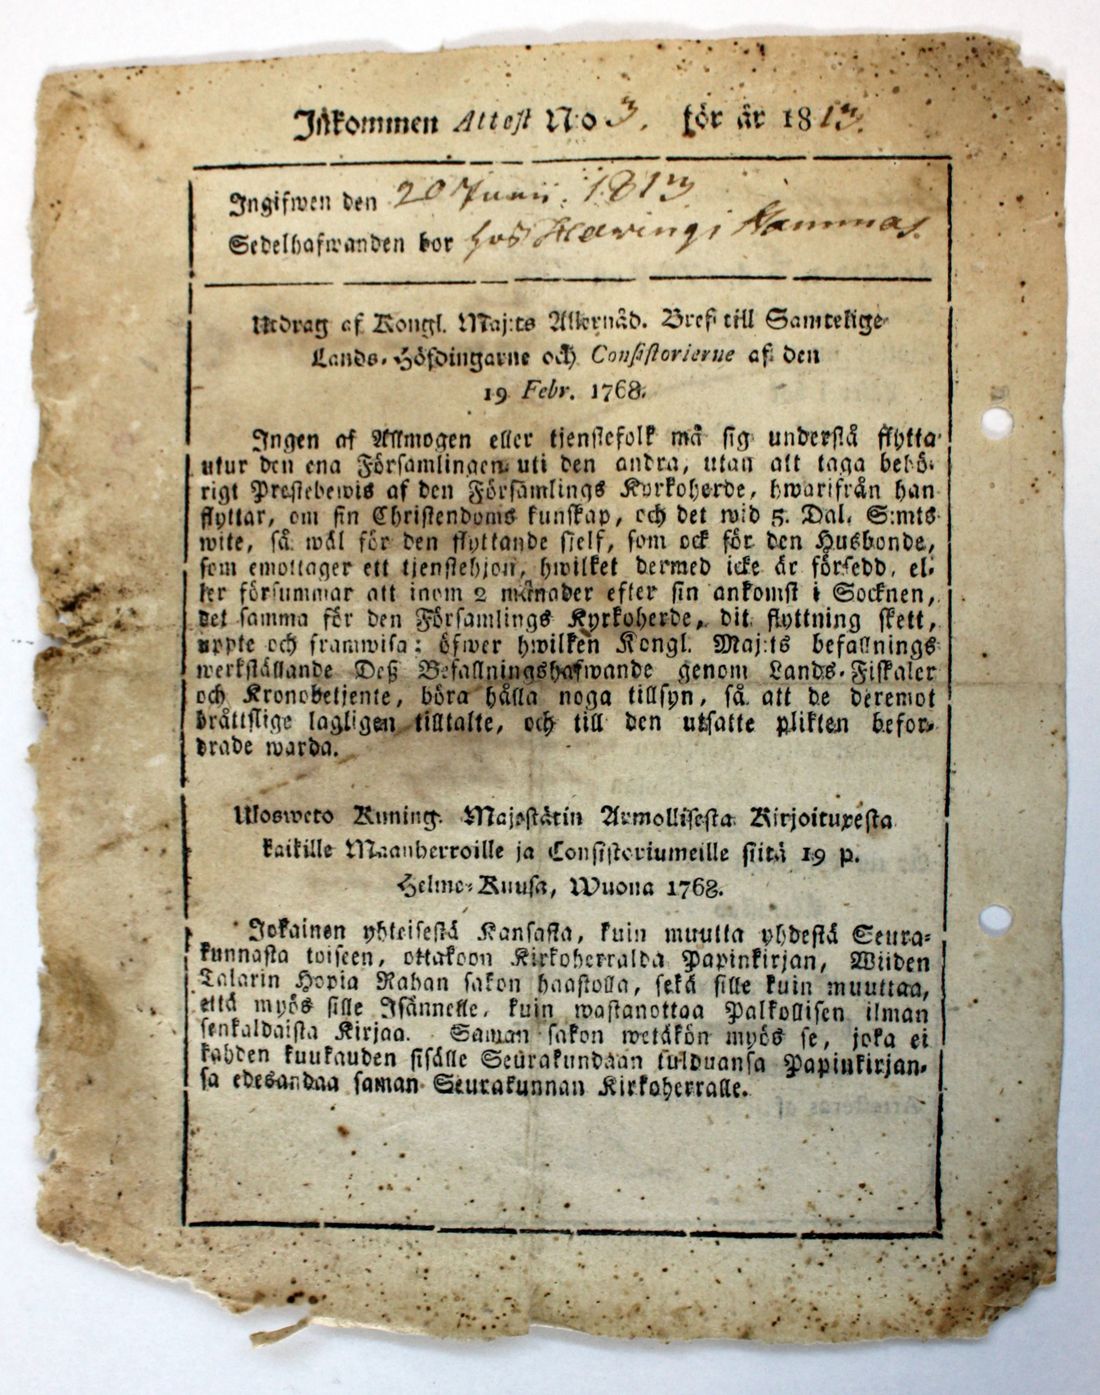 Inkommen Attest No 3. för år 1813.
Ingifwen den 20 Junii. 1813
Sedelhafwanden bor hos
Utdrag af Kongl. Maj:ts Allernåd. Bref till Samtelige
Lands-Höfdingarne och Consistorierne af den
19 Febr. 1768.
Ingen af Allmogen eller tjenstefolk må sig understå flytta
utur den ena Församlingen uti den andra, utan att taga behö-
rigt Prestebewis af den Församlings Kyrkoherde, hwarifrån han
flyttar, om sin Christendoms kunskap, och det wid 5. Dal. S:mts
wite, så wäl för den flyttande sjelf, som ock för den Husbonde,
som emottager ett tjenstehjon, hwilket dermed icke är försedd, el-
ler försummar att inom 2 månader efter sin ankomst i Socknen,
det samma för den Församlings Kyrkoherde, dit flyttning skett,
uppte och framwisa: öfwer hwilken Kongl. Maj:ts befallnings
werkställande Deß Befallningshafwande genom Lands-Fiskaler
och Kronobetjente, böra hålla noga tillsyn, så att de deremot
bråttslige lagligen tilltalte, och till den utsatte plikten befor-
drade warda.
Ulosweto Kuning. Majestätin Armollisesta Kirjoituxesta
kaikille Maanherroille ja Consistoriumeille siitä 19 p.
Helme-Kuusa, Wuona 1768.
Jokainen yhteisestä Kansasta, kuin muutta yhdestä Seura-
kunnasta toiseen, ottakoon Kirkoherralda Papinkirjan, Wiiden
Talarin Hopia Rahan sakon haastolla, sekä sille kuin muuttaa,
että myös sille Isännelle, kuin wastanottaa Palkollisen ilman
senkaldaista Kirjaa. Saman sakon wetäkön myös se, joka ei
kahden kuukauden sisälle Seurakundaan tulduansa Papinkirjan-
sa edesandaa saman Seurakunnan Kirkoherralle.